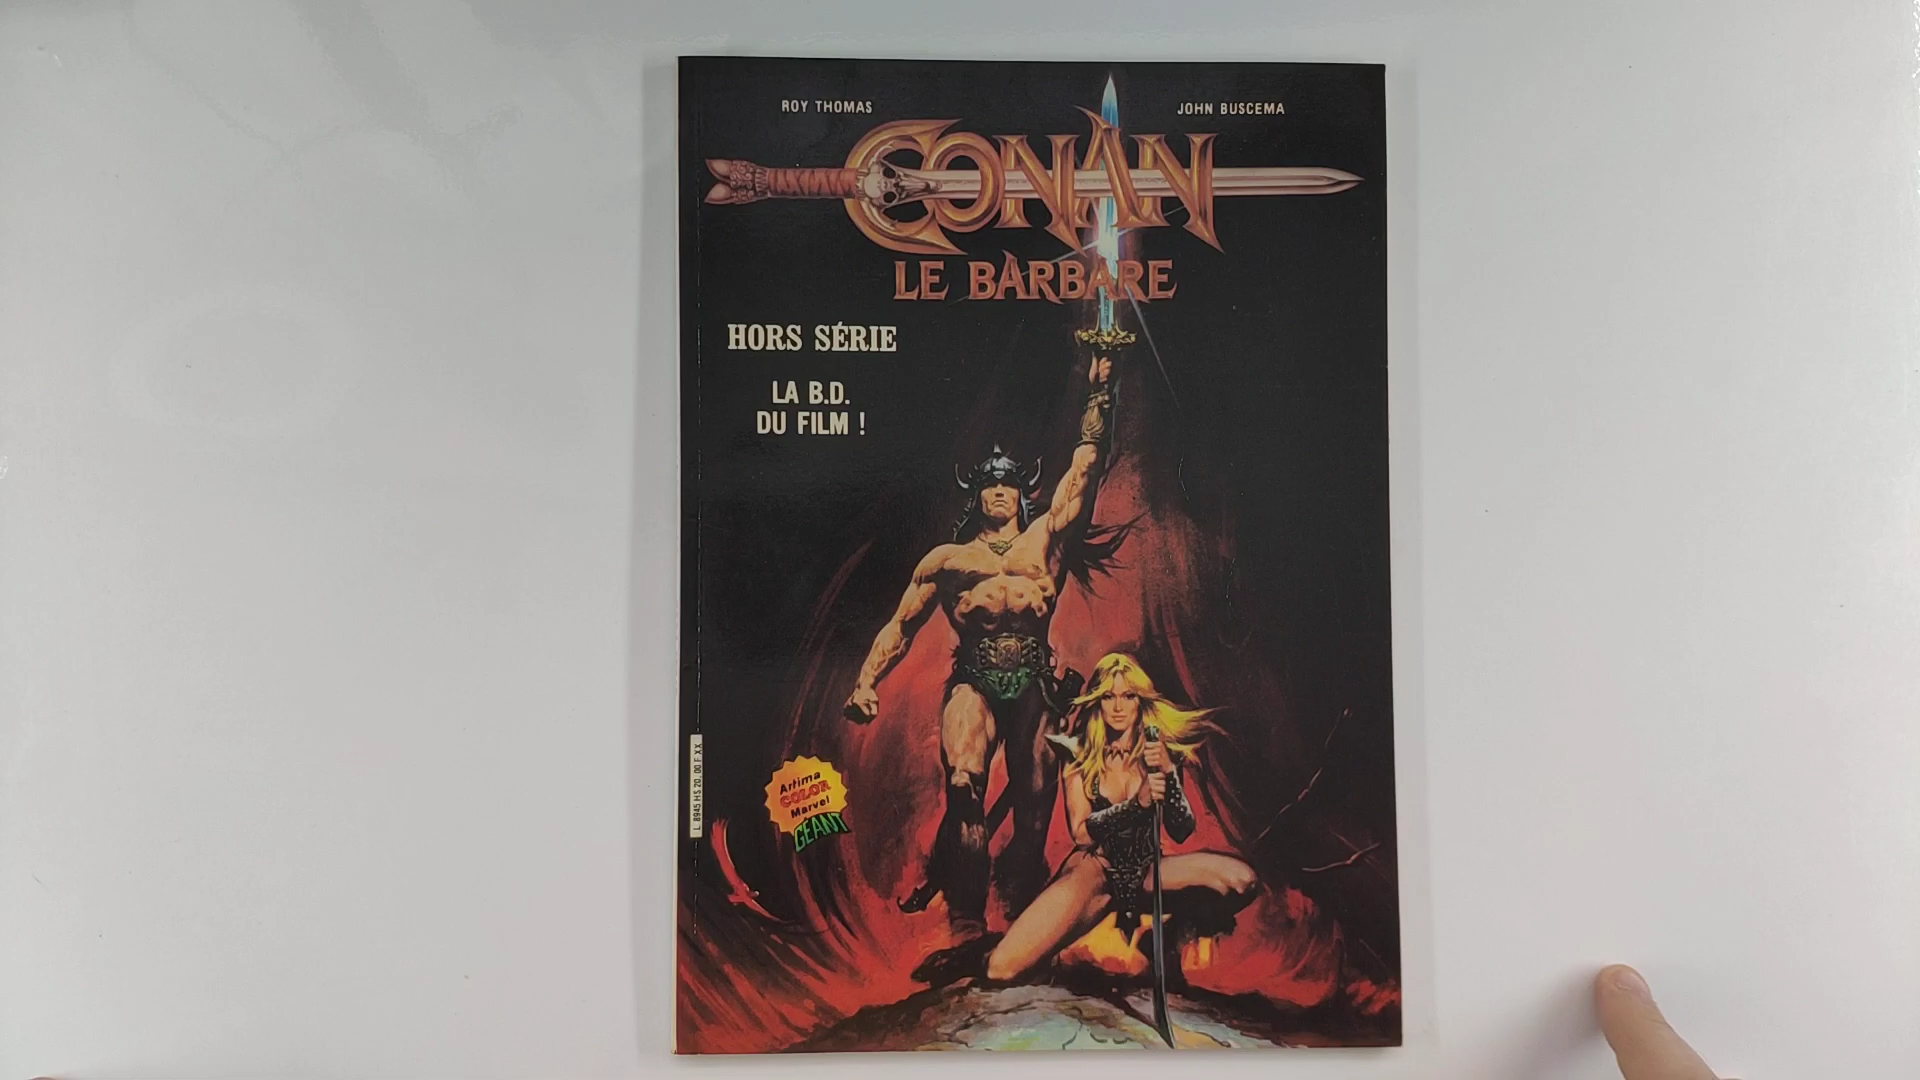 ROY THOMAS
JOHN BUSCEMA
CONAN
LE BARBARE
HORS SÉRIE
LA B.D.
DU FILM !
L. 8945 HS 20,00 F XX
Artima
COLOR
Marvel
GÉANT